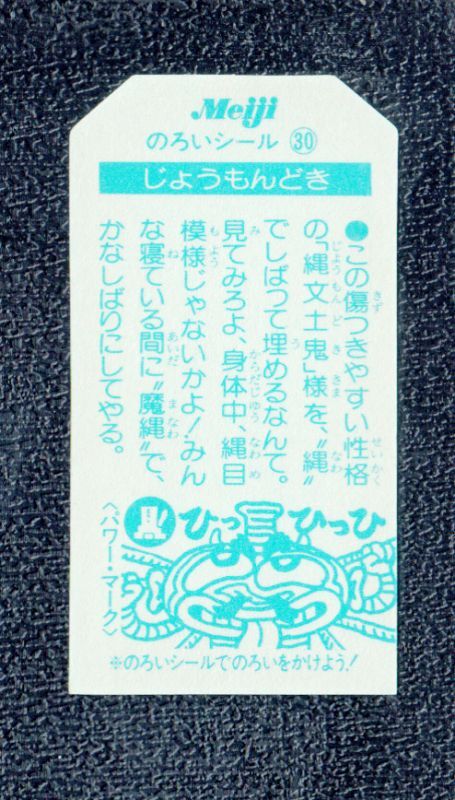 Meiji
のろいシール 30
じょうもんどき
●この傷つきやすい性格
の「縄文土鬼」様を、〝縄〟
でしばって埋めるなんて。
見てみろよ、身体中、縄目
模様じゃないかよ!みん
な寝ている間に〝魔縄〟で、
かなしばりにしてやる。
ひっヨひっひ
〈パワー・マーク〉
※のろいシールでのろいをかけよう!